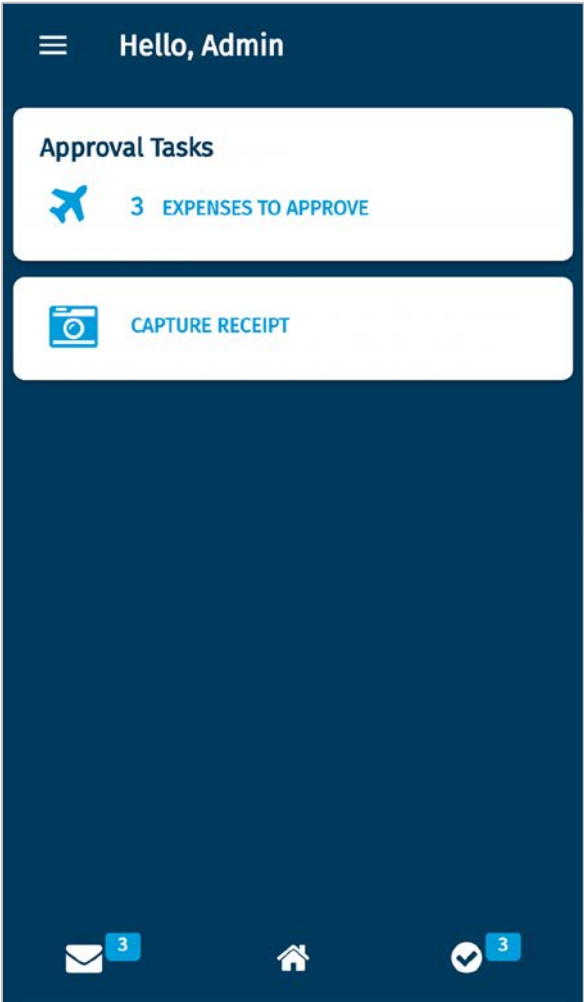 Hello, Admin
Approval Tasks
3 EXPENSES TO APPROVE
CAPTURE RECEIPT
3
3